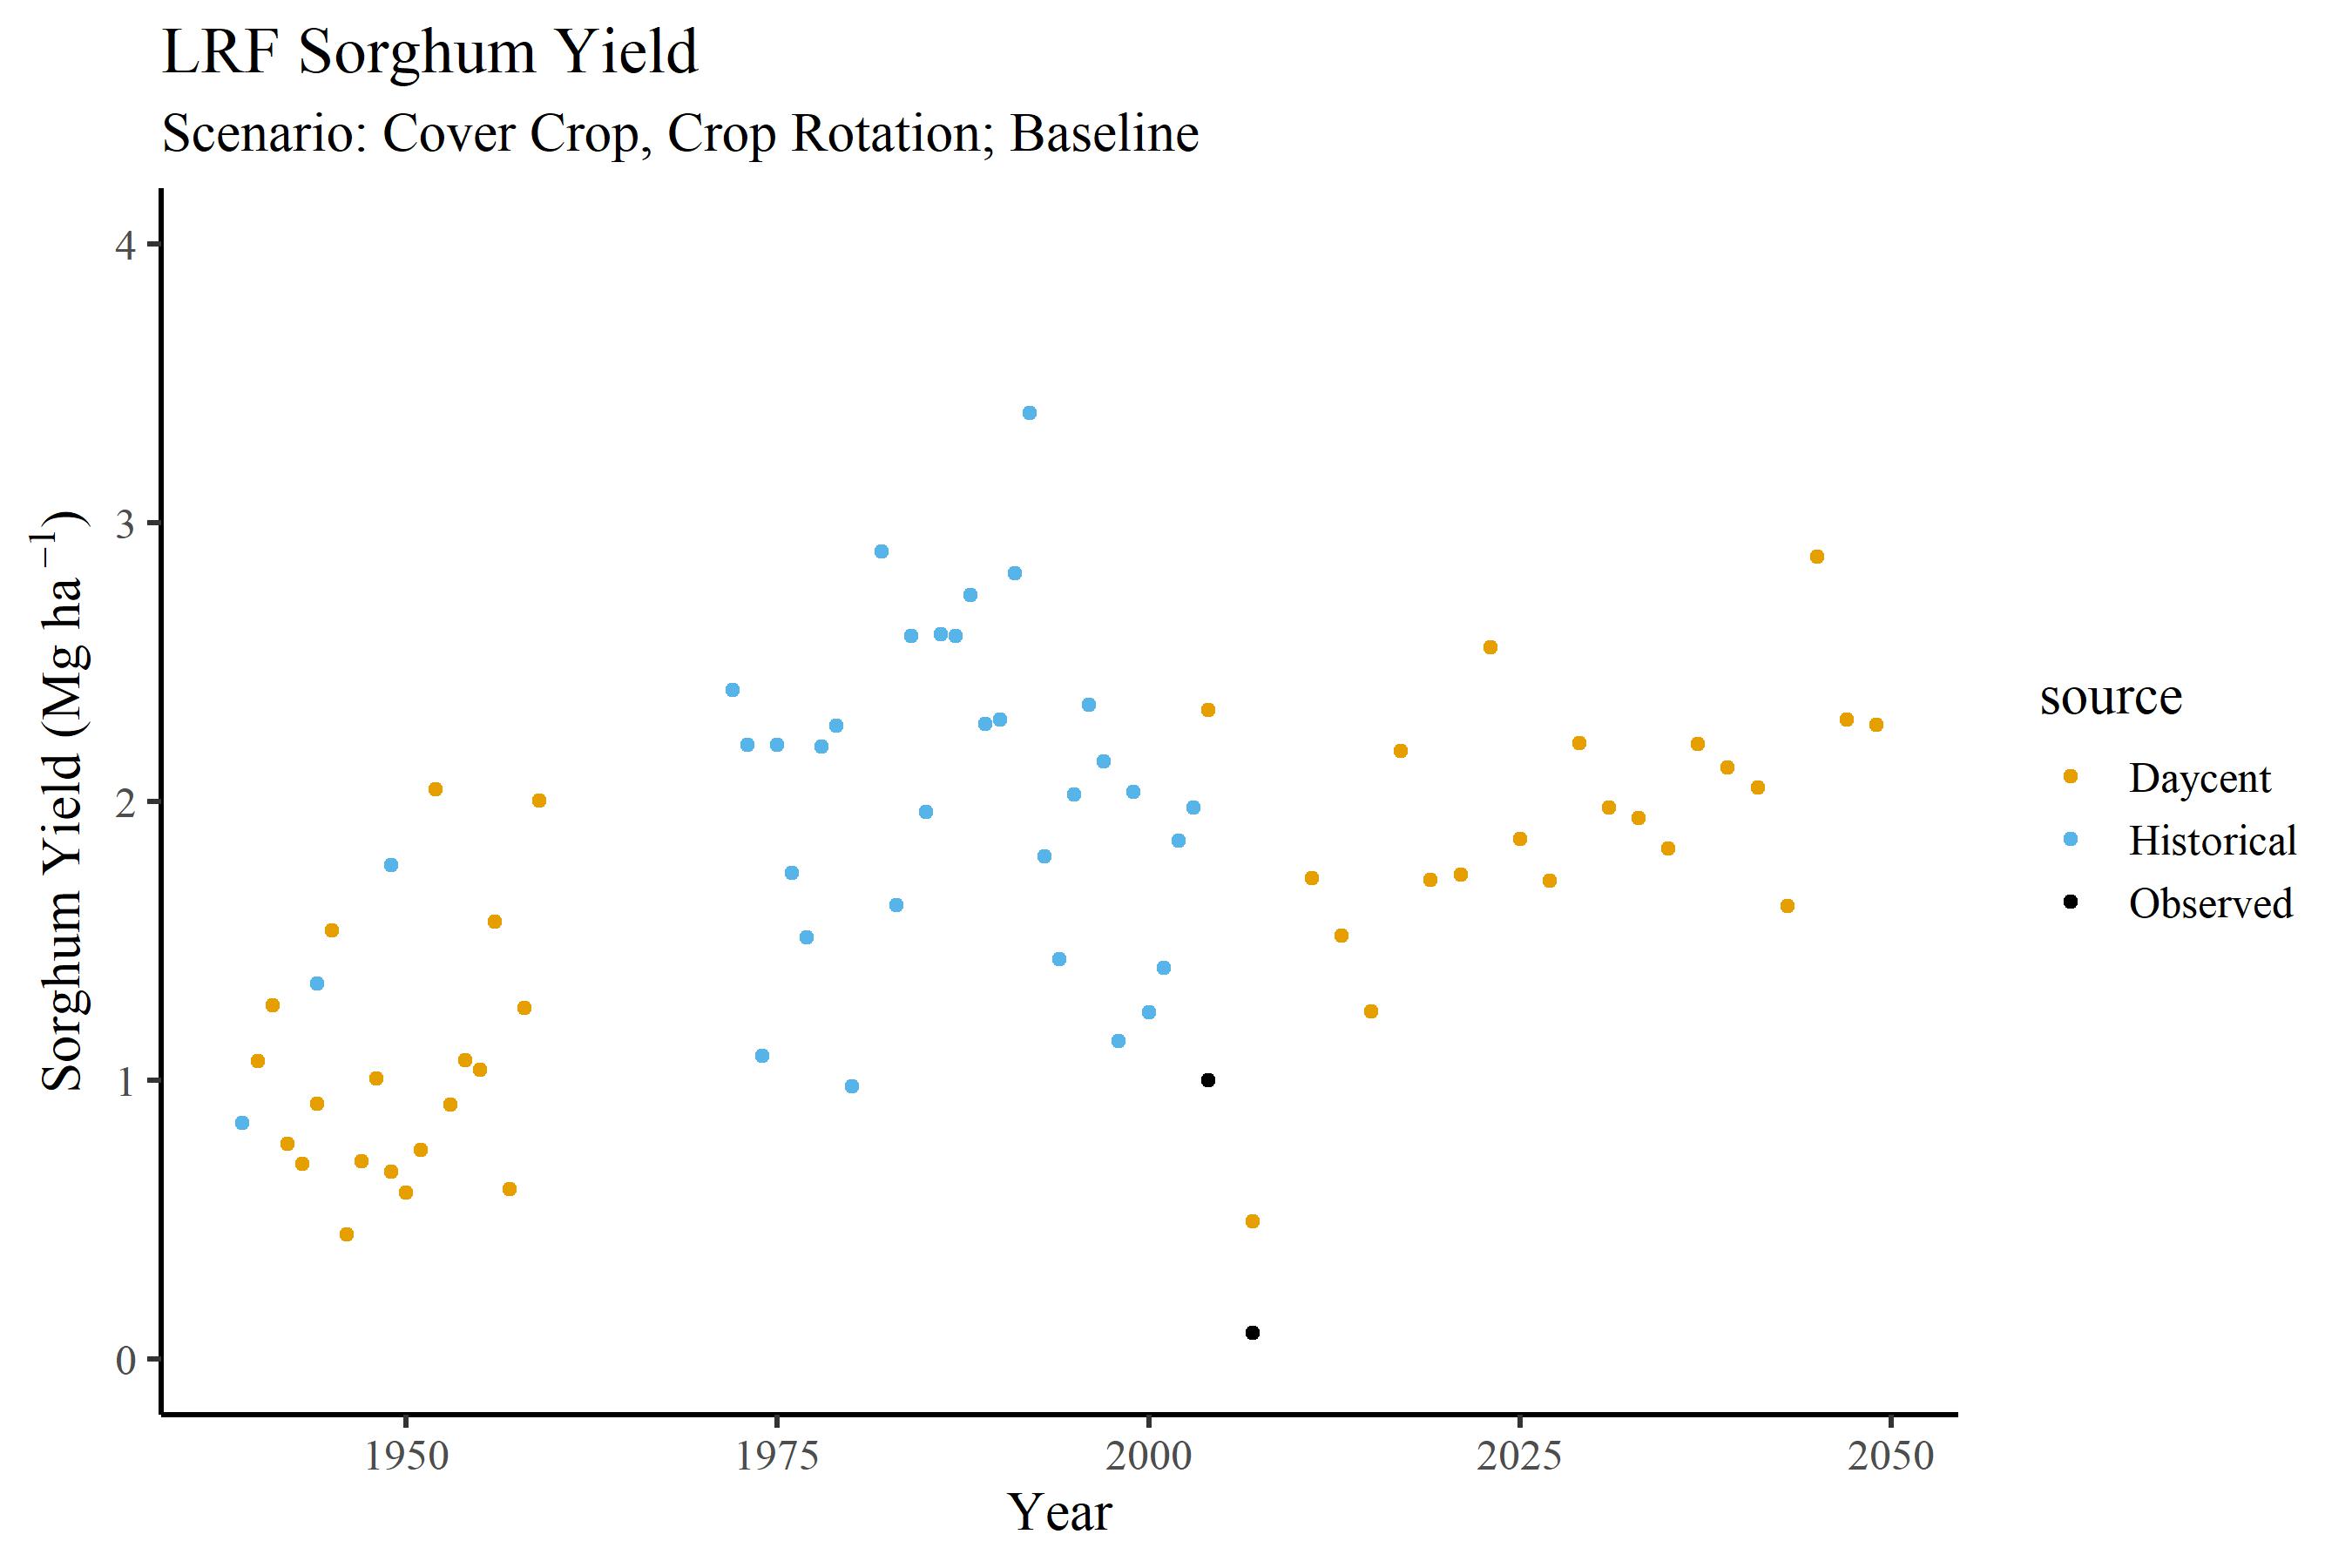 LRF Sorghum Yield
Scenario: Cover Crop, Crop Rotation; Baseline
Sorghum Yield (Mg ha −1)
4
3
2
1
0
1950 1975 2000 2025 2050
Year
source
Daycent
Historical
Observed